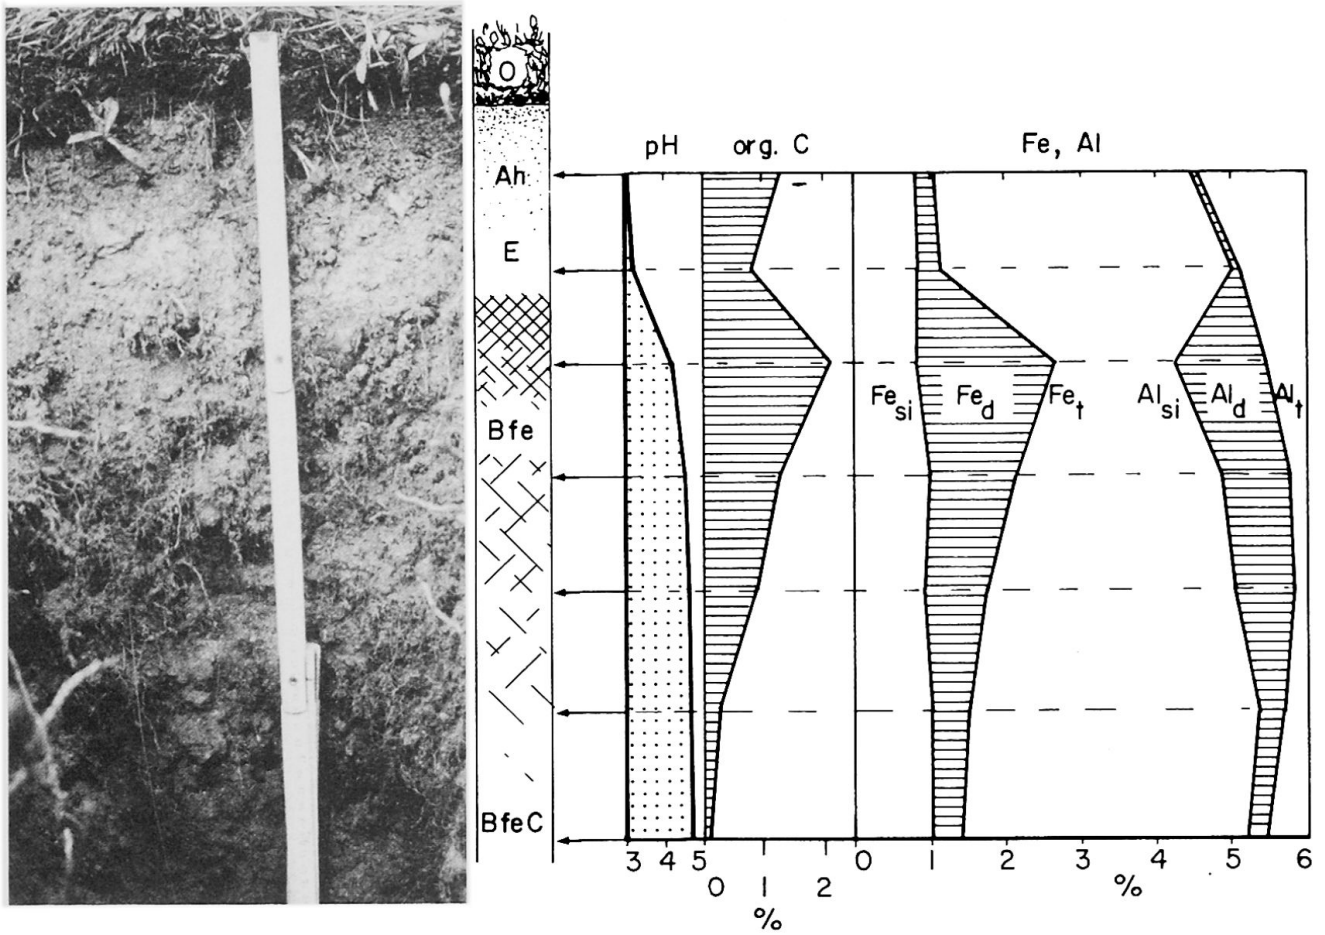 O
Ah
E
Bfe
BfeC
pH org. C Fe, Al
Fe si Fe d Fe t Al si Al d Al t
3 4 5 0 1 2 3 4 5 6
0 1 2 %
%